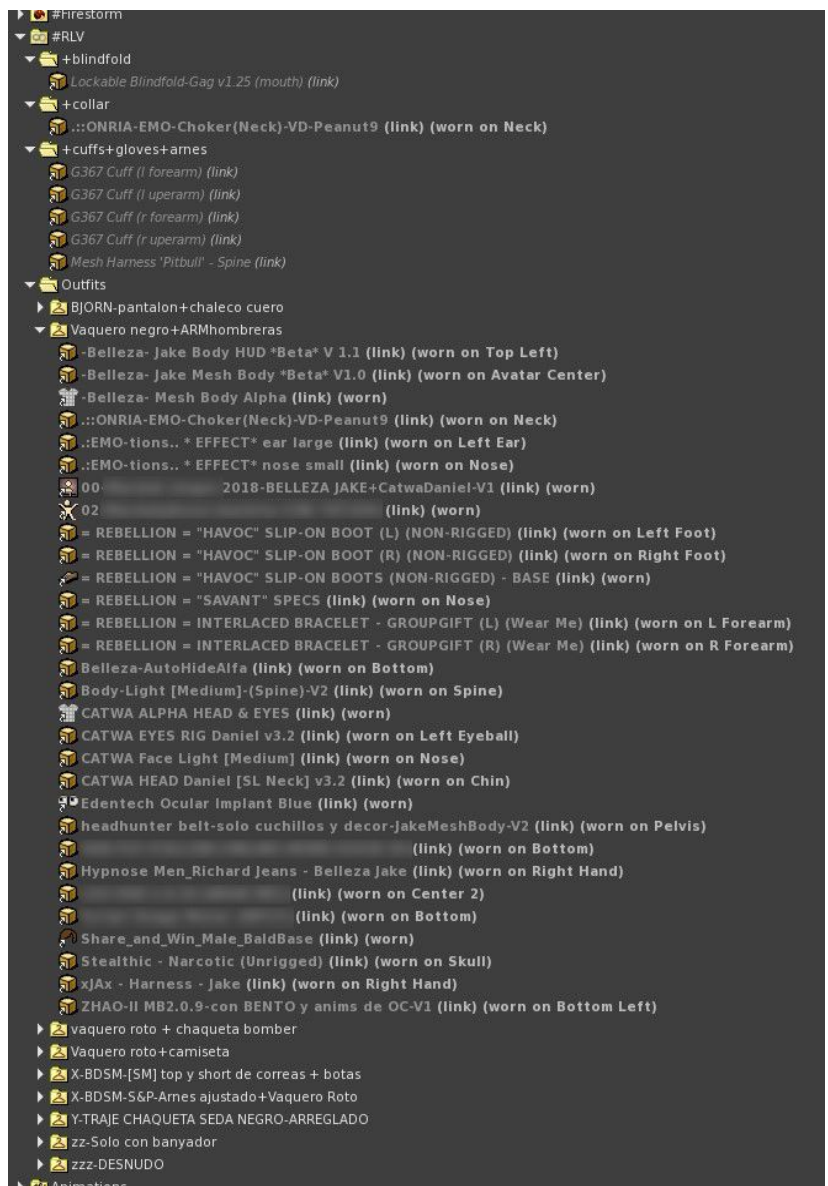 #Firestorm
#RLV
+blindfold
Lockable Blindfold-Gag v1.25 (mouth) (link)
+collar
.::ONRIA-EMO-Choker(Neck)-VD-Peanut9 (link) (worn on Neck)
+cuffs+gloves+arnes
G367 Cuff (l forearm) (link)
G367 Cuff (l uperarm) (link)
G367 Cuff (r forearm) (link)
G367 Cuff (r uperarm) (link)
Mesh Harness 'Pitbull' - Spine (link)
Outfits
BJORN-pantalon+chaleco cuero
Vaquero negro+ARMhombreras
-Belleza- Jake Body HUD *Beta* V 1.1 (link) (worn on Top Left)
-Belleza- Jake Mesh Body *Beta* V1.0 (link) (worn on Avatar Center)
-Belleza- Mesh Body Alpha (link) (worn)
.::ONRIA-EMO-Choker(Neck)-VD-Peanut9 (link) (worn on Neck)
.:EMO-tions.. * EFFECT* ear large (link) (worn on Left Ear)
.:EMO-tions.. * EFFECT* nose small (link) (worn on Nose)
00- 2018-BELLEZA JAKE+CatwaDaniel-V1 (link) (worn)
02 (link) (worn)
= REBELLION = "HAVOC" SLIP-ON BOOT (L) (NON-RIGGED) (link) (worn on Left Foot)
= REBELLION = "HAVOC" SLIP-ON BOOT (R) (NON-RIGGED) (link) (worn on Right Foot)
= REBELLION = "HAVOC" SLIP-ON BOOTS (NON-RIGGED) - BASE (link) (worn)
= REBELLION = "SAVANT" SPECS (link) (worn on Nose)
= REBELLION = INTERLACED BRACELET - GROUPGIFT (L) (Wear Me) (link) (worn on L Forearm)
= REBELLION = INTERLACED BRACELET - GROUPGIFT (R) (Wear Me) (link) (worn on R Forearm)
Belleza-AutoHideAlfa (link) (worn on Bottom)
Body-Light [Medium]-(Spine)-V2 (link) (worn on Spine)
CATWA ALPHA HEAD & EYES (link) (worn)
CATWA EYES RIG Daniel v3.2 (link) (worn on Left Eyeball)
CATWA Face Light [Medium] (link) (worn on Nose)
CATWA HEAD Daniel [SL Neck] v3.2 (link) (worn on Chin)
Edentech Ocular Implant Blue (link) (worn)
headhunter belt-solo cuchillos y decor-JakeMeshBody-V2 (link) (worn on Pelvis)
(link) (worn on Bottom)
Hypnose Men_Richard Jeans - Belleza Jake (link) (worn on Right Hand)
(link) (worn on Center 2)
(link) (worn on Bottom)
Share_and_Win_Male_BaldBase (link) (worn)
Stealthic - Narcotic (Unrigged) (link) (worn on Skull)
xJAx - Harness - Jake (link) (worn on Right Hand)
ZHAO-II MB2.0.9-con BENTO y anims de OC-V1 (link) (worn on Bottom Left)
vaquero roto + chaqueta bomber
Vaquero roto+camiseta
X-BDSM-[SM] top y short de correas + botas
X-BDSM-S&P-Arnes ajustado+Vaquero Roto
Y-TRAJE CHAQUETA SEDA NEGRO-ARREGLADO
zz-Solo con banyador
zzz-DESNUDO
Animations